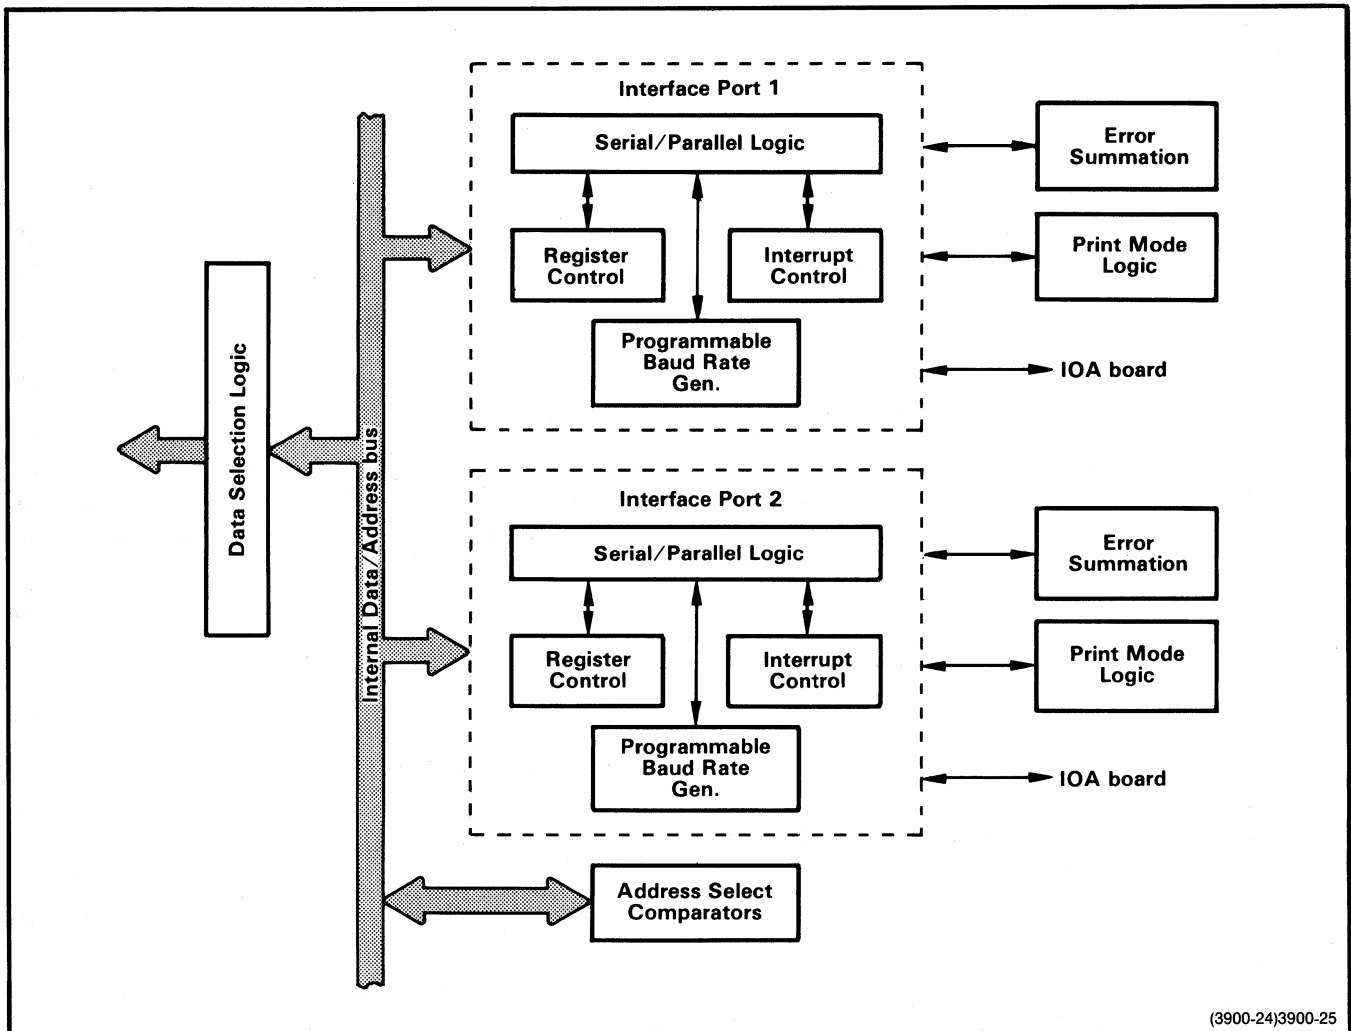 Interface Port 1
Serial/Parallel Logic
Register
Control
Interrupt
Control
Programmable
Baud Rate
Gen.
Error
Summation
Print Mode
Logic
IOA board
Data Selection Logic
Internal Data/Address bus
Interface Port 2
Serial/Parallel Logic
Register
Control
Interrupt
Control
Programmable
Baud Rate
Gen.
Error
Summation
Print Mode
Logic
IOA board
Address Select
Comparators
(3900-24)3900-25